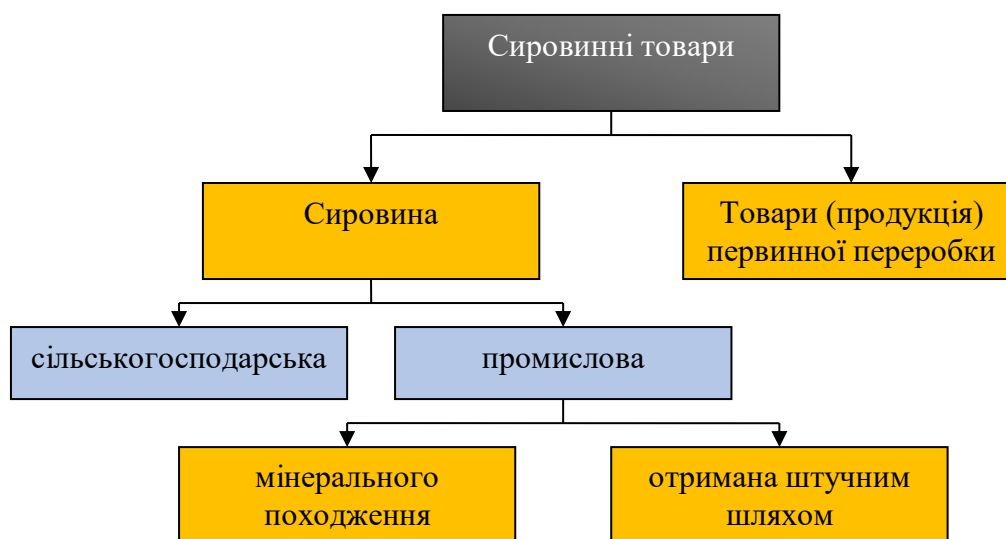 Сировинні товари
Сировина
Товари (продукція)
первинної переробки
сільськогосподарська
промислова
мінерального
походження
отримана штучним
шляхом